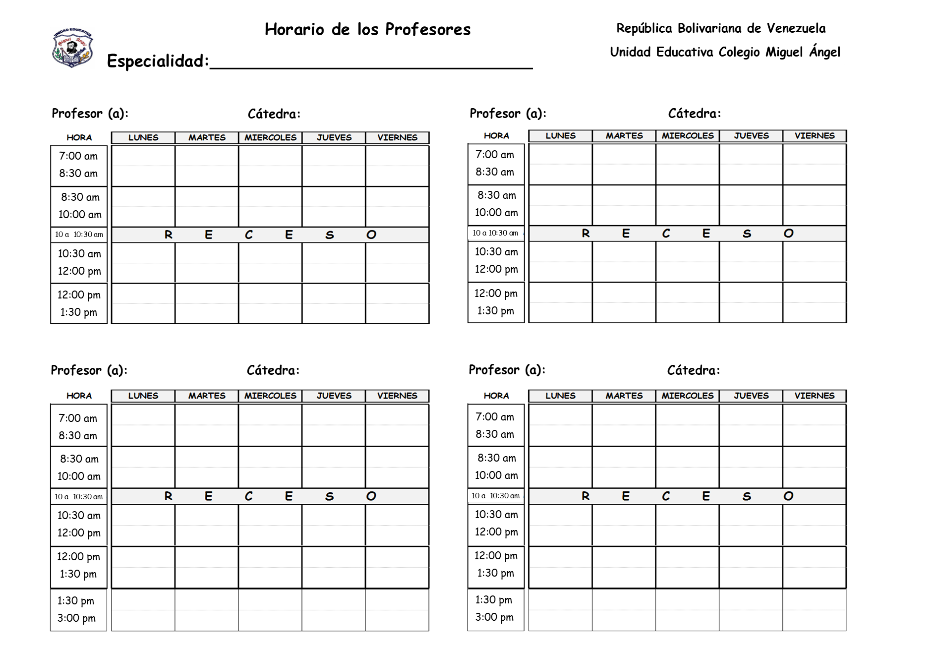 Horario de los Profesores
República Bolivariana de Venezuela
Unidad Educativa Colegio Miguel Ángel
Especialidad:
Profesor (a): Cátedra:
HORA LUNES MARTES MIERCOLES JUEVES VIERNES
7:00 am
8:30 am
8:30 am
10:00 am
10 a 10:30 am R E C E S O
10:30 am
12:00 pm
12:00 pm
1:30 pm
Profesor (a): Cátedra:
HORA LUNES MARTES MIERCOLES JUEVES VIERNES
7:00 am
8:30 am
8:30 am
10:00 am
10 a 10:30 am R E C E S O
10:30 am
12:00 pm
12:00 pm
1:30 pm
Profesor (a): Cátedra:
HORA LUNES MARTES MIERCOLES JUEVES VIERNES
7:00 am
8:30 am
8:30 am
10:00 am
10 a 10:30 am R E C E S O
10:30 am
12:00 pm
12:00 pm
1:30 pm
1:30 pm
3:00 pm
Profesor (a): Cátedra:
HORA LUNES MARTES MIERCOLES JUEVES VIERNES
7:00 am
8:30 am
8:30 am
10:00 am
10 a 10:30 am R E C E S O
10:30 am
12:00 pm
12:00 pm
1:30 pm
1:30 pm
3:00 pm